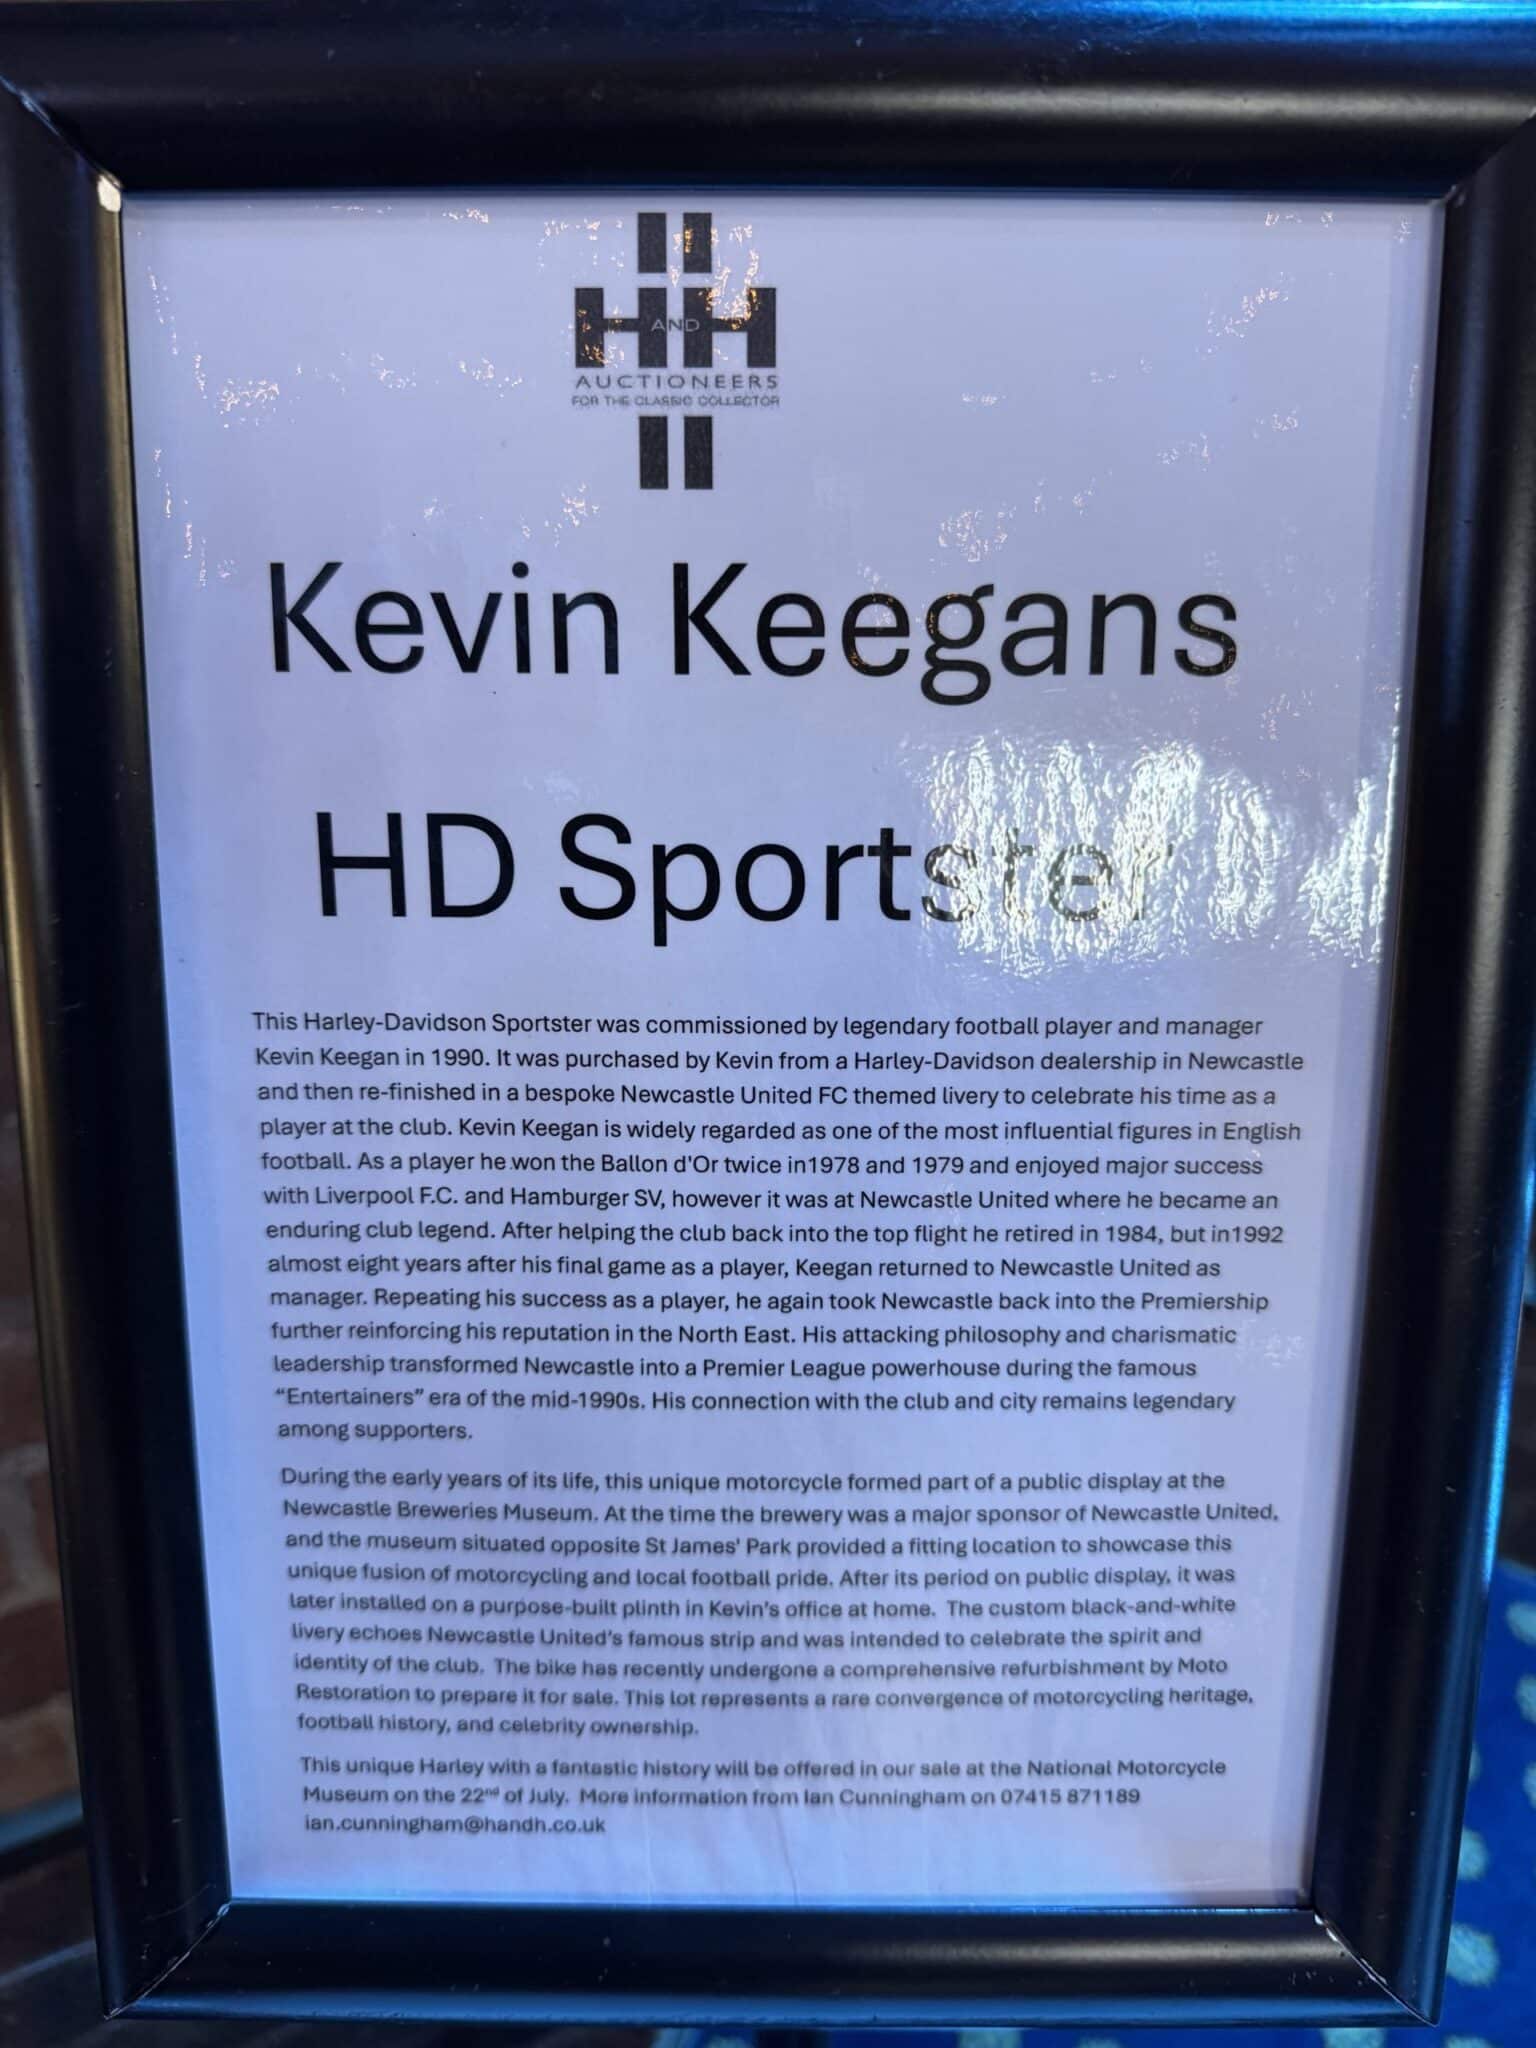 H AND H
AUCTIONEERS
FOR THE CLASSIC COLLECTOR
Kevin Keegans
HD Sportster
This Harley-Davidson Sportster was commissioned by legendary football player and manager
Kevin Keegan in 1990. It was purchased by Kevin from a Harley-Davidson dealership in Newcastle
and then re-finished in a bespoke Newcastle United FC themed livery to celebrate his time as a
player at the club. Kevin Keegan is widely regarded as one of the most influential figures in English
football. As a player he won the Ballon d'Or twice in1978 and 1979 and enjoyed major success
with Liverpool F.C. and Hamburger SV, however it was at Newcastle United where he became an
enduring club legend. After helping the club back into the top flight he retired in 1984, but in1992
almost eight years after his final game as a player, Keegan returned to Newcastle United as
manager. Repeating his success as a player, he again took Newcastle back into the Premiership
further reinforcing his reputation in the North East. His attacking philosophy and charismatic
leadership transformed Newcastle into a Premier League powerhouse during the famous
“Entertainers” era of the mid-1990s. His connection with the club and city remains legendary
among supporters.
During the early years of its life, this unique motorcycle formed part of a public display at the
Newcastle Breweries Museum. At the time the brewery was a major sponsor of Newcastle United,
and the museum situated opposite St James' Park provided a fitting location to showcase this
unique fusion of motorcycling and local football pride. After its period on public display, it was
later installed on a purpose-built plinth in Kevin’s office at home. The custom black-and-white
livery echoes Newcastle United’s famous strip and was intended to celebrate the spirit and
identity of the club. The bike has recently undergone a comprehensive refurbishment by Moto
Restoration to prepare it for sale. This lot represents a rare convergence of motorcycling heritage,
football history, and celebrity ownership.
This unique Harley with a fantastic history will be offered in our sale at the National Motorcycle
Museum on the 22nd of July. More information from Ian Cunningham on 07415 871189
ian.cunningham@handh.co.uk